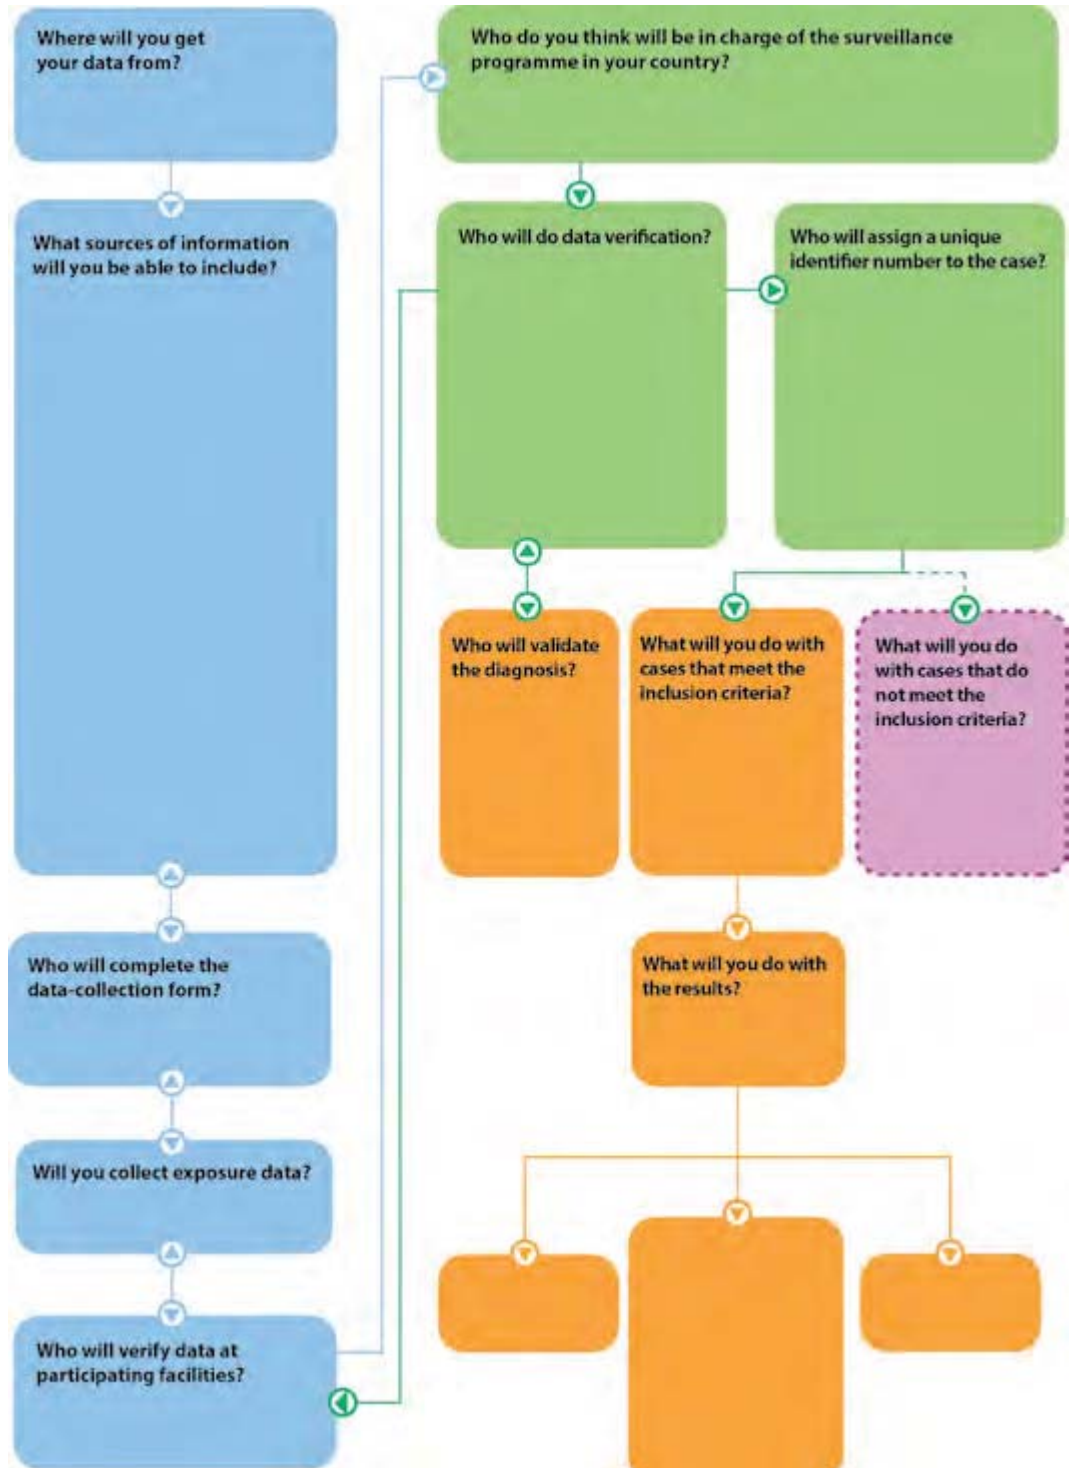 Where will you get
your data from?
What sources of information
will you be able to include?
Who will complete the
data-collection form?
Will you collect exposure data?
Who will verify data at
participating facilities?
Who do you think will be in charge of the surveillance
programme in your country?
Who will do data verification?
Who will assign a unique
identifier number to the case?
Who will validate
the diagnosis?
What will you do with
cases that meet the
inclusion criteria?
What will you do
with cases that do
not meet the
inclusion criteria?
What will you do with
the results?